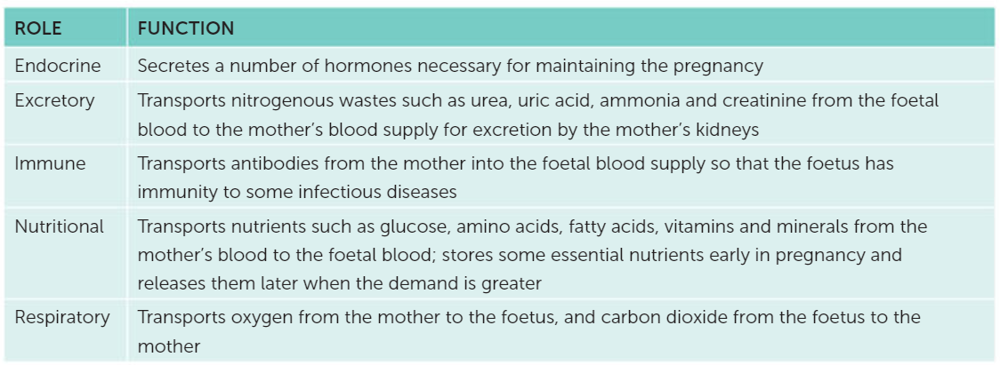 ROLE FUNCTION
Endocrine Secretes a number of hormones necessary for maintaining the pregnancy
Excretory Transports nitrogenous wastes such as urea, uric acid, ammonia and creatinine from the foetal
blood to the mother’s blood supply for excretion by the mother’s kidneys
Immune Transports antibodies from the mother into the foetal blood supply so that the foetus has
immunity to some infectious diseases
Nutritional Transports nutrients such as glucose, amino acids, fatty acids, vitamins and minerals from the
mother’s blood to the foetal blood; stores some essential nutrients early in pregnancy and
releases them later when the demand is greater
Respiratory Transports oxygen from the mother to the foetus, and carbon dioxide from the foetus to the
mother